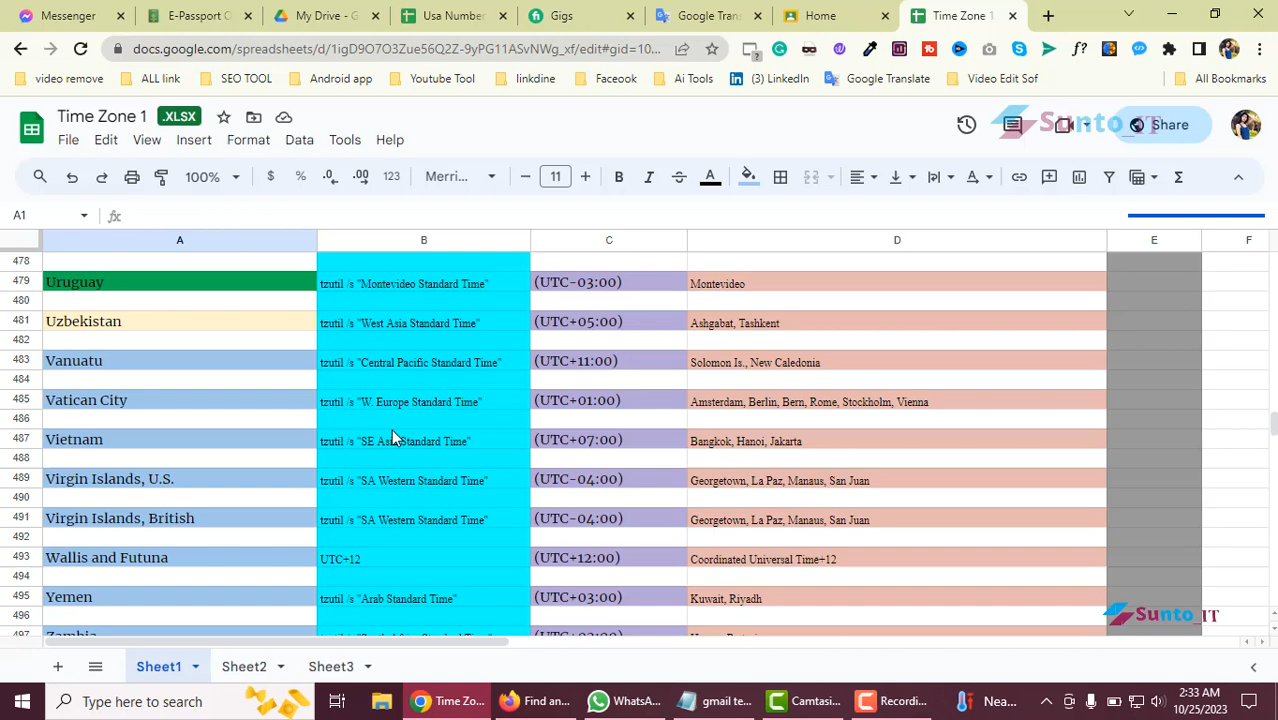 Messenger
E-Passport C
My Drive - G
Usa Number
Gigs
Google Trans
Home
Time Zone 1
docs.google.com/spreadsheets/d/1igD9O7O3Zue56Q2Z-9yPG11ASvNWg_xf/edit#gid=10...
video remove
ALL link
SEO TOOL
Android app
Youtube Tool
linkdine
Faceook
Ai Tools
(3) LinkedIn
Google Translate
Video Edit Sof
All Bookmarks
Time Zone 1 .XLSX
Sunto_IT
Share
File Edit View Insert Format Data Tools Help
100% $ % .0 .00 123 Merri... 11
A1 fx
A B C D E F
478
479 Uruguay tzutil /s "Montevideo Standard Time" (UTC-03:00) Montevideo
480
481 Uzbekistan tzutil /s "West Asia Standard Time" (UTC+05:00) Ashgabat, Tashkent
482
483 Vanuatu tzutil /s "Central Pacific Standard Time" (UTC+11:00) Solomon Is., New Caledonia
484
485 Vatican City tzutil /s "W. Europe Standard Time" (UTC+01:00) Amsterdam, Berlin, Bern, Rome, Stockholm, Vienna
486
487 Vietnam tzutil /s "SE Asia Standard Time" (UTC+07:00) Bangkok, Hanoi, Jakarta
488
489 Virgin Islands, U.S. tzutil /s "SA Western Standard Time" (UTC-04:00) Georgetown, La Paz, Manaus, San Juan
490
491 Virgin Islands, British tzutil /s "SA Western Standard Time" (UTC-04:00) Georgetown, La Paz, Manaus, San Juan
492
493 Wallis and Futuna UTC+12 (UTC+12:00) Coordinated Universal Time+12
494
495 Yemen tzutil /s "Arab Standard Time" (UTC+03:00) Kuwait, Riyadh
496
Sunto_IT
497 Zambia
Sheet1 Sheet2 Sheet3
Type here to search
Time Zo...
Find an...
WhatsA...
gmail te...
Camtasi...
Recordi...
Nea...
2:33 AM
10/25/2023